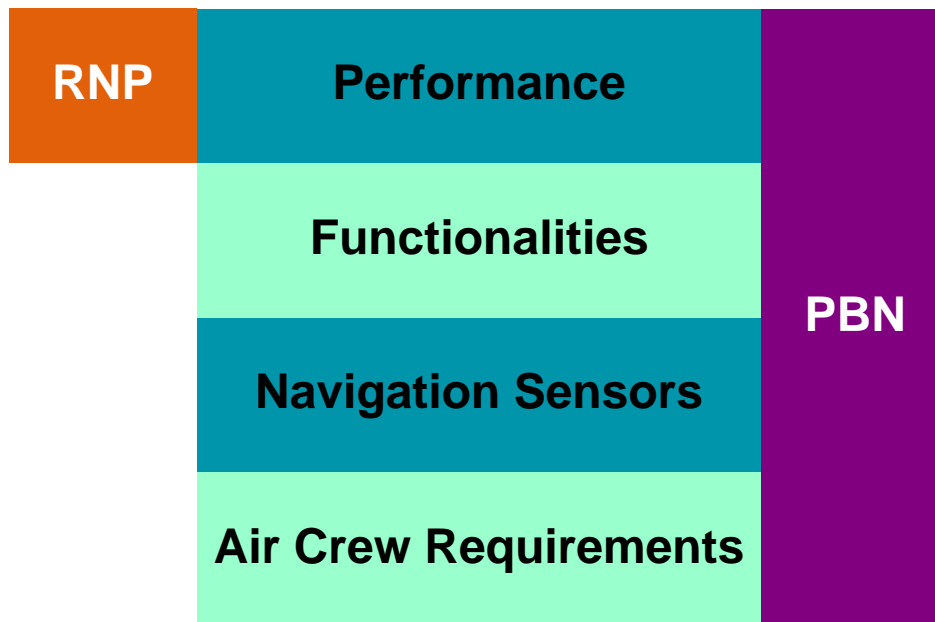 RNP
Performance
Functionalities
PBN
Navigation Sensors
Air Crew Requirements